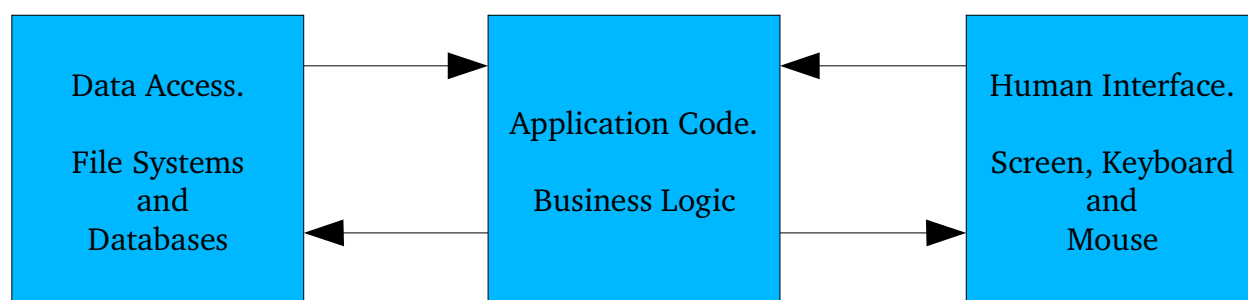 Data Access.
File Systems
and
Databases
Application Code.
Business Logic
Human Interface.
Screen, Keyboard
and
Mouse